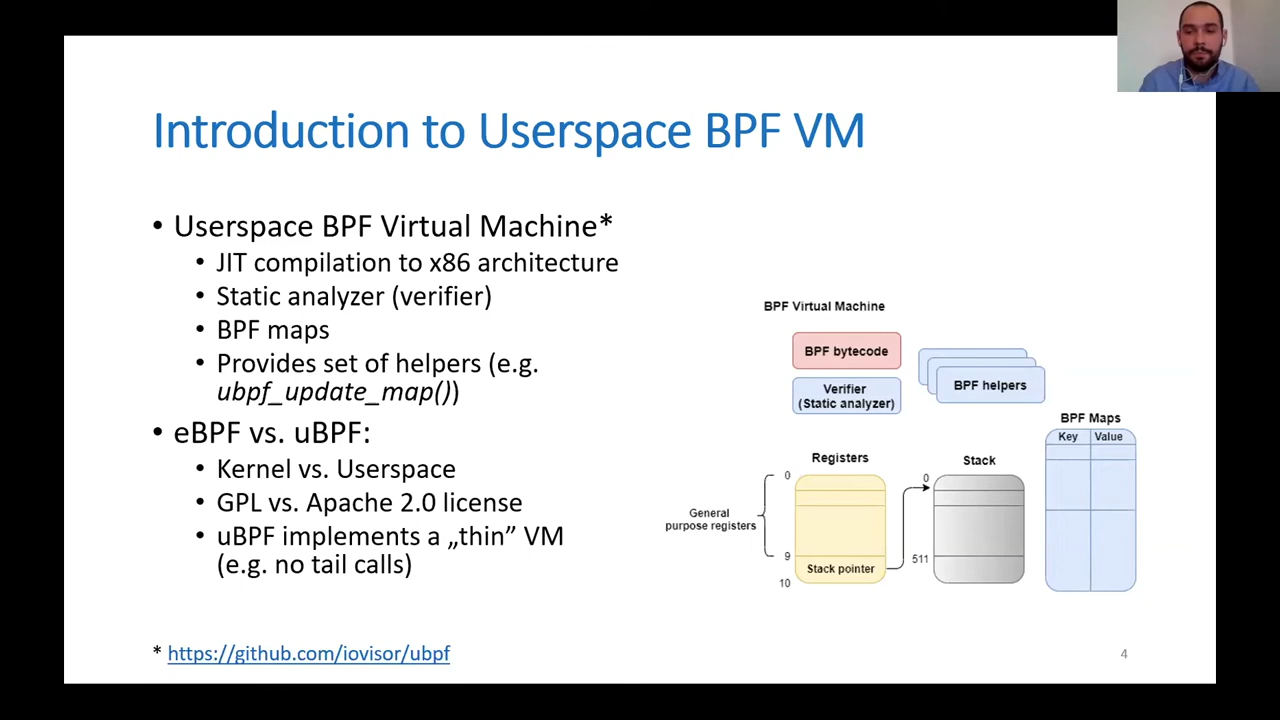 Introduction to Userspace BPF VM
• Userspace BPF Virtual Machine*
• JIT compilation to x86 architecture
• Static analyzer (verifier)
• BPF maps
• Provides set of helpers (e.g.
ubpf_update_map())
• eBPF vs. uBPF:
• Kernel vs. Userspace
• GPL vs. Apache 2.0 license
• uBPF implements a „thin” VM
(e.g. no tail calls)
BPF Virtual Machine
BPF bytecode
Verifier
(Static analyzer)
BPF helpers
BPF Maps
Key Value
Registers
Stack
0
0
General
purpose registers
9
511
Stack pointer
10
* https://github.com/iovisor/ubpf
4